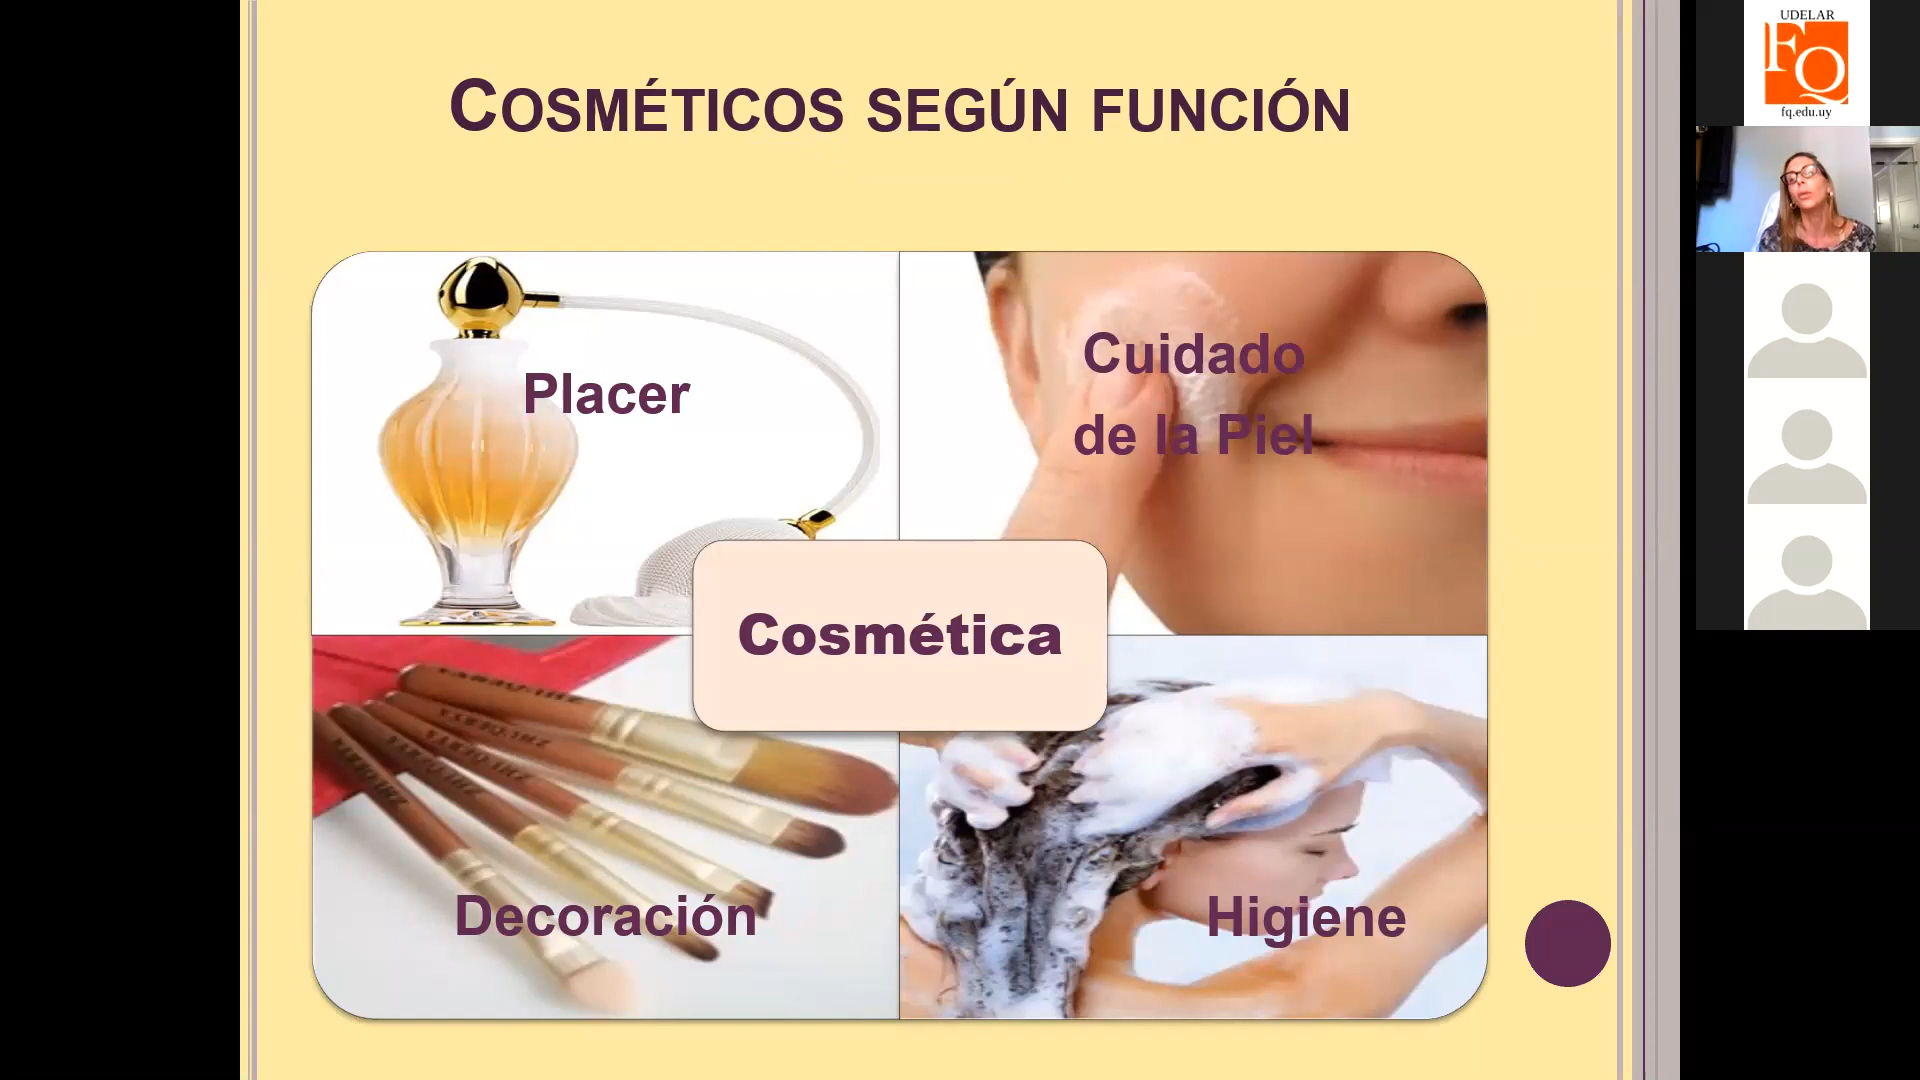 COSMÉTICOS SEGÚN FUNCIÓN
Placer
Cuidado
de la Piel
Cosmética
Decoración
Higiene
UDELAR
FQ
fq.edu.uy